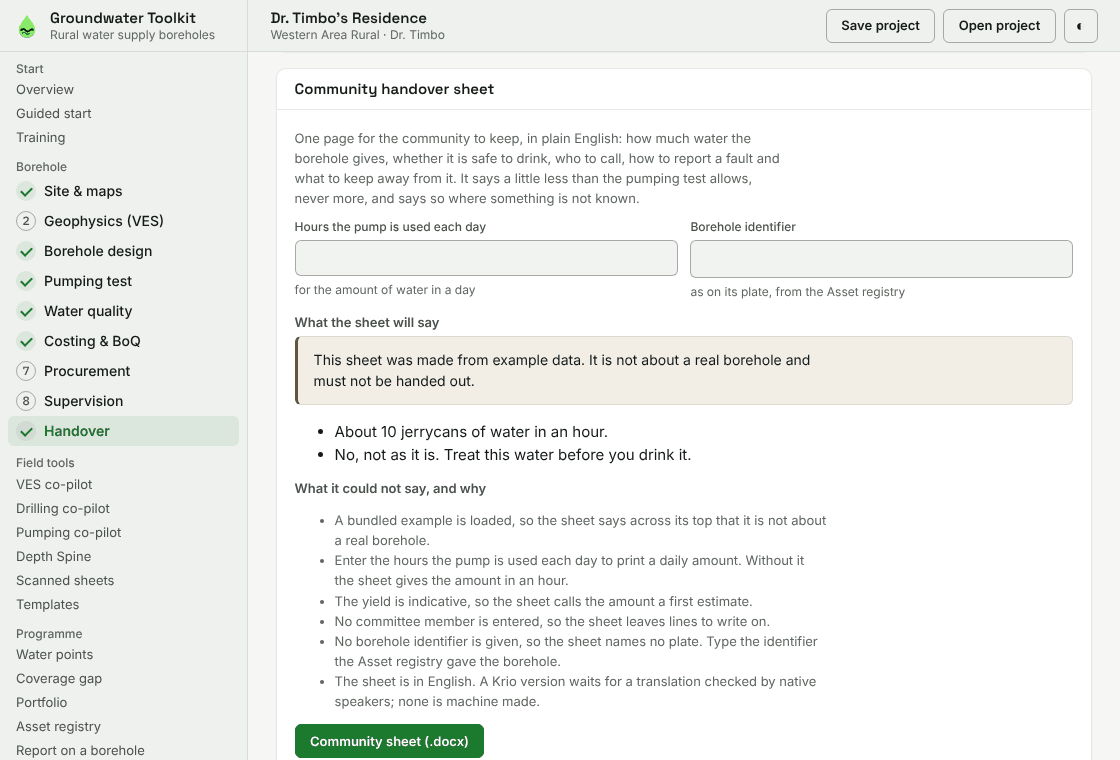 Groundwater Toolkit
Rural water supply boreholes
Dr. Timbo's Residence
Western Area Rural · Dr. Timbo
Save project
Open project
Start
Overview
Guided start
Training
Borehole
Site & maps
2 Geophysics (VES)
Borehole design
Pumping test
Water quality
Costing & BoQ
7 Procurement
8 Supervision
Handover
Field tools
VES co-pilot
Drilling co-pilot
Pumping co-pilot
Depth Spine
Scanned sheets
Templates
Programme
Water points
Coverage gap
Portfolio
Asset registry
Report on a borehole
Community handover sheet
One page for the community to keep, in plain English: how much water the
borehole gives, whether it is safe to drink, who to call, how to report a fault and
what to keep away from it. It says a little less than the pumping test allows,
never more, and says so where something is not known.
Hours the pump is used each day
for the amount of water in a day
Borehole identifier
as on its plate, from the Asset registry
What the sheet will say
This sheet was made from example data. It is not about a real borehole and
must not be handed out.
• About 10 jerrycans of water in an hour.
• No, not as it is. Treat this water before you drink it.
What it could not say, and why
• A bundled example is loaded, so the sheet says across its top that it is not about
a real borehole.
• Enter the hours the pump is used each day to print a daily amount. Without it
the sheet gives the amount in an hour.
• The yield is indicative, so the sheet calls the amount a first estimate.
• No committee member is entered, so the sheet leaves lines to write on.
• No borehole identifier is given, so the sheet names no plate. Type the identifier
the Asset registry gave the borehole.
• The sheet is in English. A Krio version waits for a translation checked by native
speakers; none is machine made.
Community sheet (.docx)